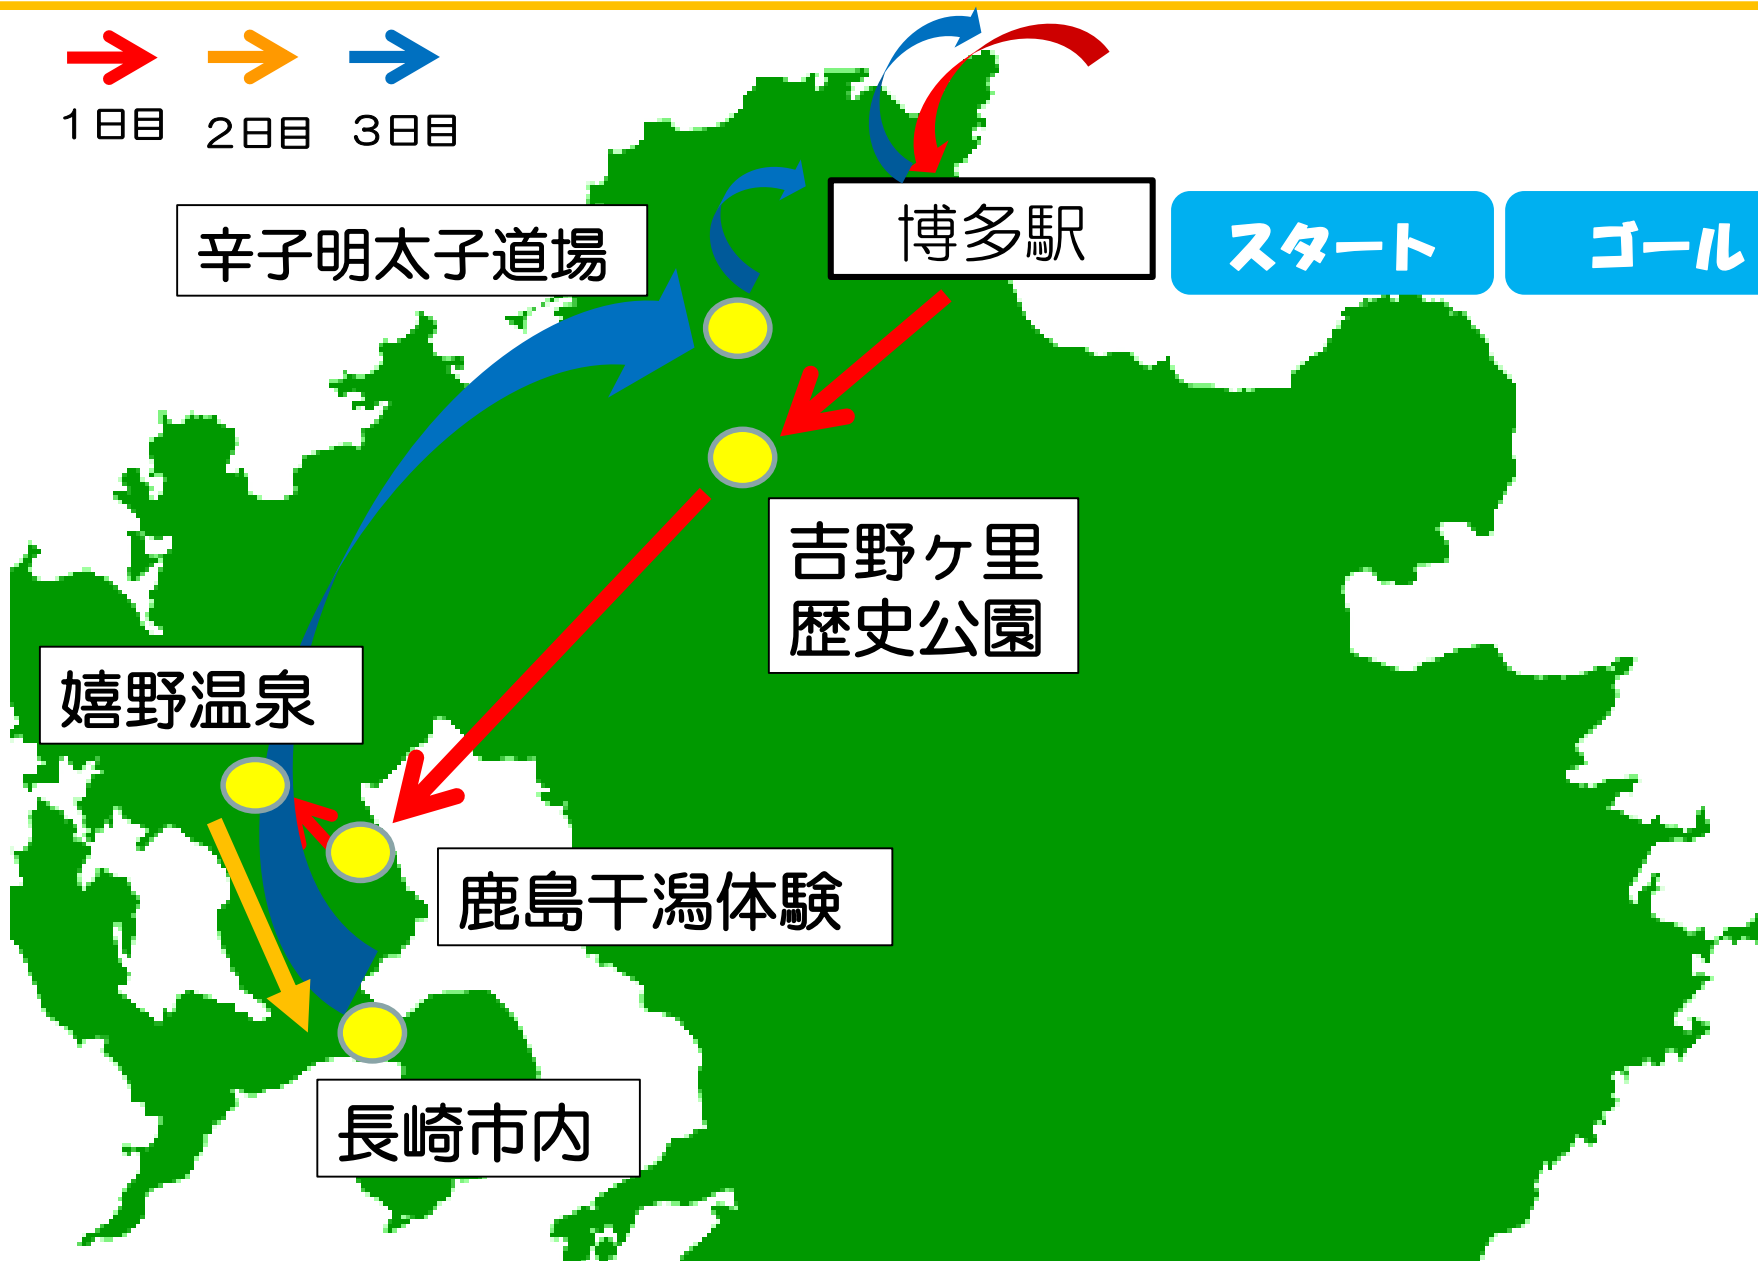 1日目
2日目
3日目
辛子明太子道場
博多駅
スタート
ゴール
吉野ヶ里
歴史公園
嬉野温泉
鹿島干潟体験
長崎市内